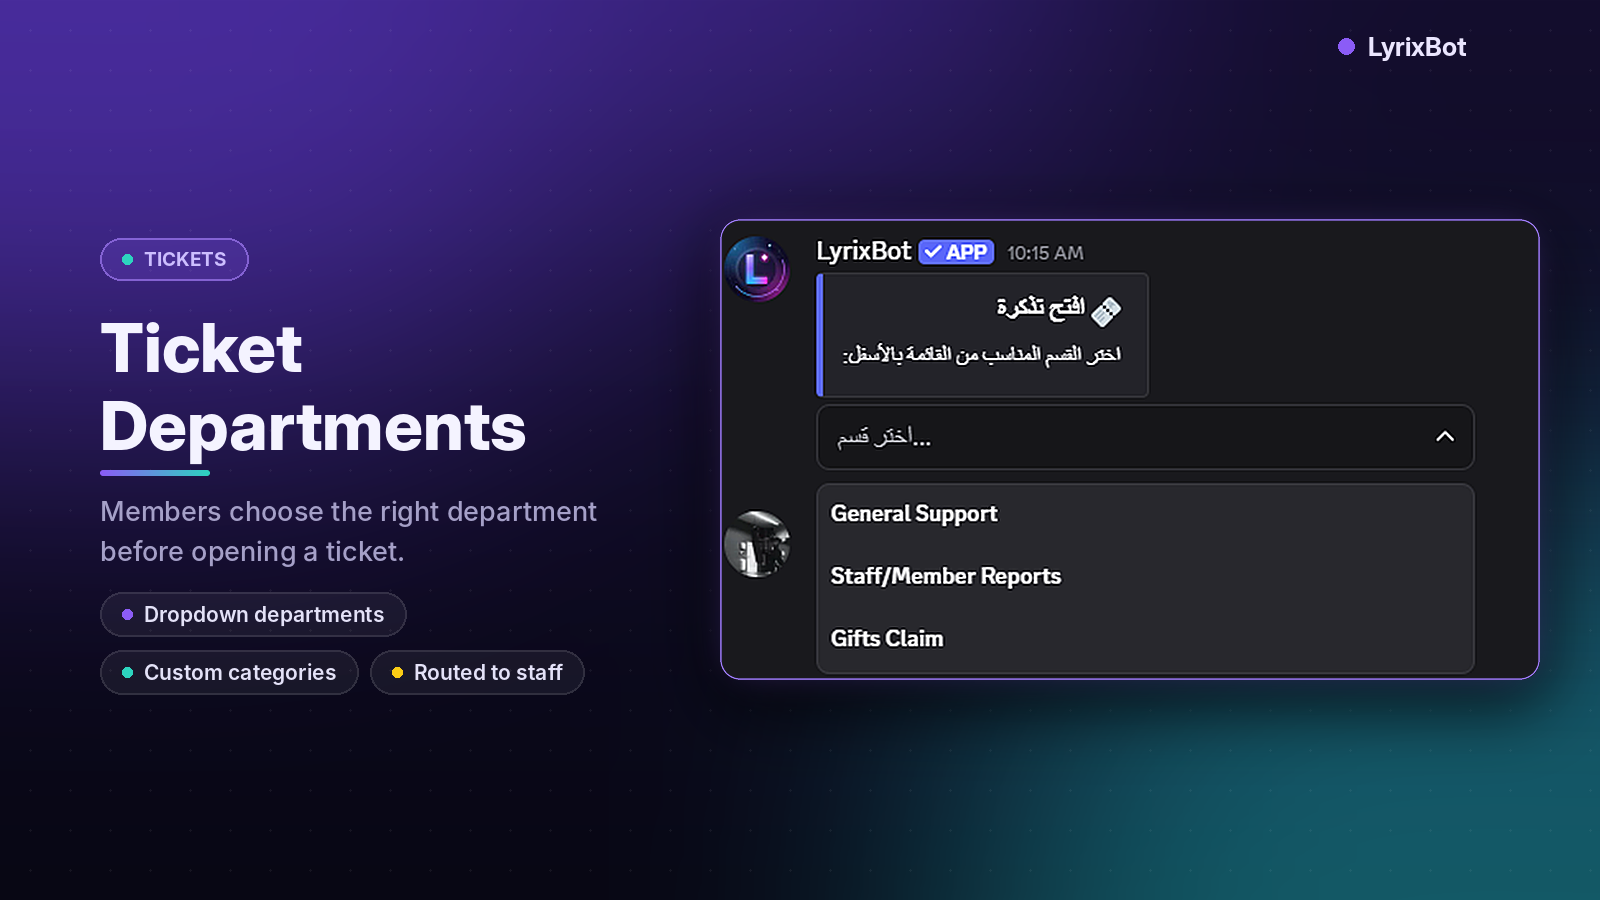 LyrixBot
TICKETS
Ticket
Departments
Members choose the right department
before opening a ticket.
Dropdown departments
Custom categories
Routed to staff
LyrixBot APP 10:15 AM
افتح تذكرة
اختر القسم المناسب من القائمة بالأسفل:
اختر قسم...
General Support
Staff/Member Reports
Gifts Claim